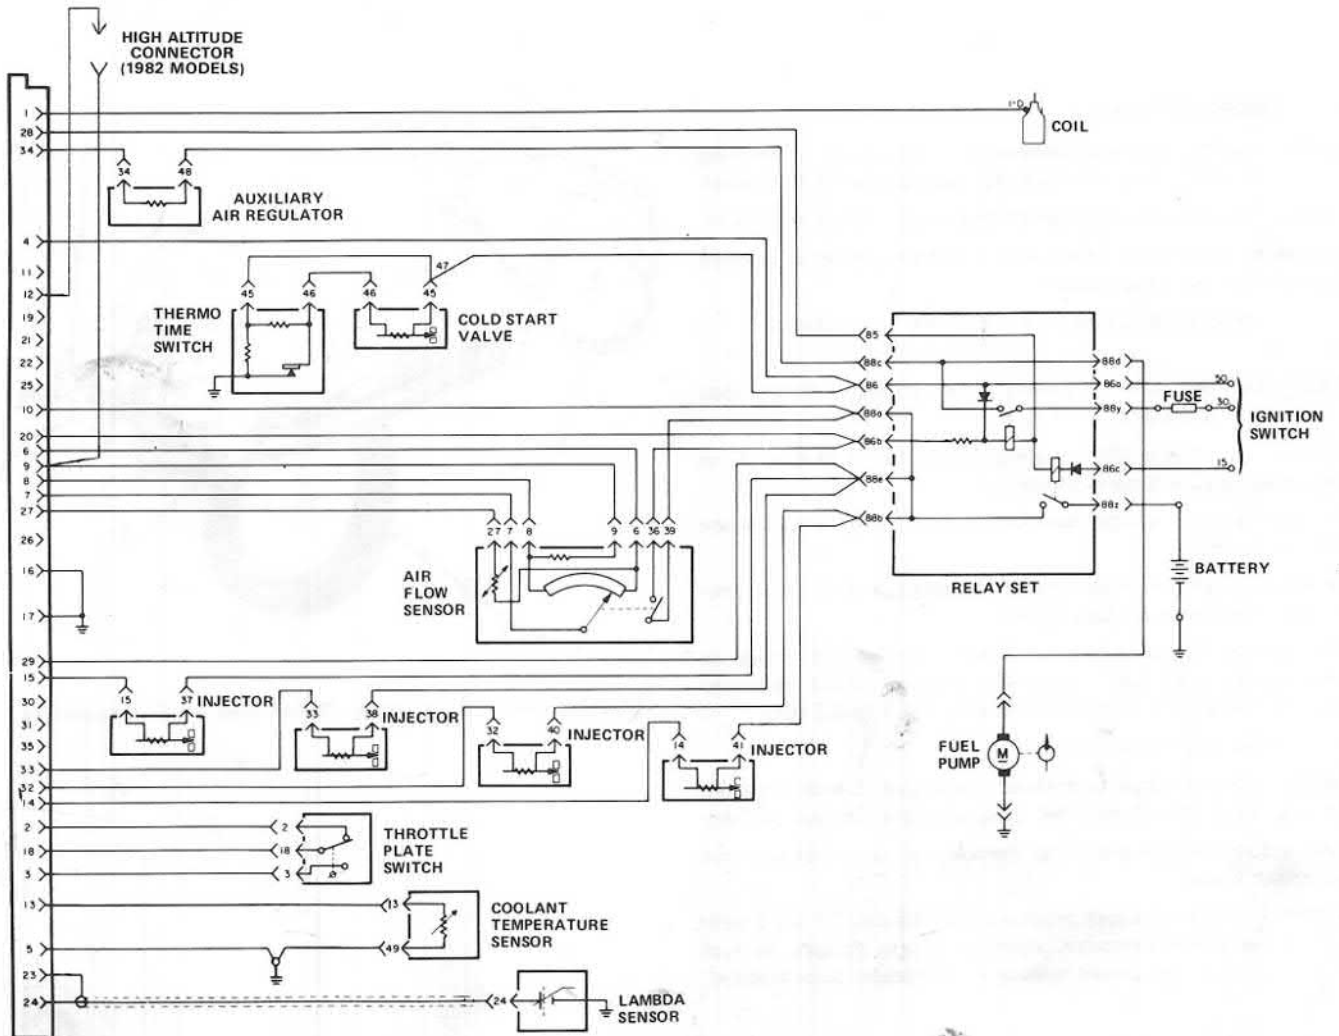 HIGH ALTITUDE
CONNECTOR
(1982 MODELS)
1
28
34
4
11
12
19
21
22
25
10
20
6
9
8
7
27
26
16
17
29
15
30
31
35
33
32
14
2
18
3
13
5
23
24
COIL
34 48
AUXILIARY
AIR REGULATOR
47
45 46 46 45
THERMO
TIME
SWITCH
COLD START
VALVE
85
88c
86
88a
86b
88e
88b
88d
86a
88y
86c
88z
RELAY SET
50
FUSE
30
15
IGNITION
SWITCH
BATTERY
27 7 8 9 6 36 39
AIR
FLOW
SENSOR
15 37 INJECTOR
33 38 INJECTOR
32 40 INJECTOR
14 41 INJECTOR
FUEL
PUMP
M
2
18
3
THROTTLE
PLATE
SWITCH
13
49
COOLANT
TEMPERATURE
SENSOR
24
LAMBDA
SENSOR